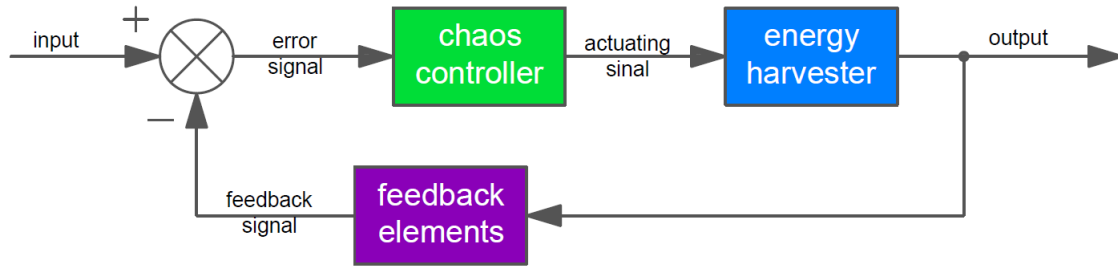 +
input
error
signal
chaos
controller
actuating
sinal
energy
harvester
output
−
feedback
signal
feedback
elements